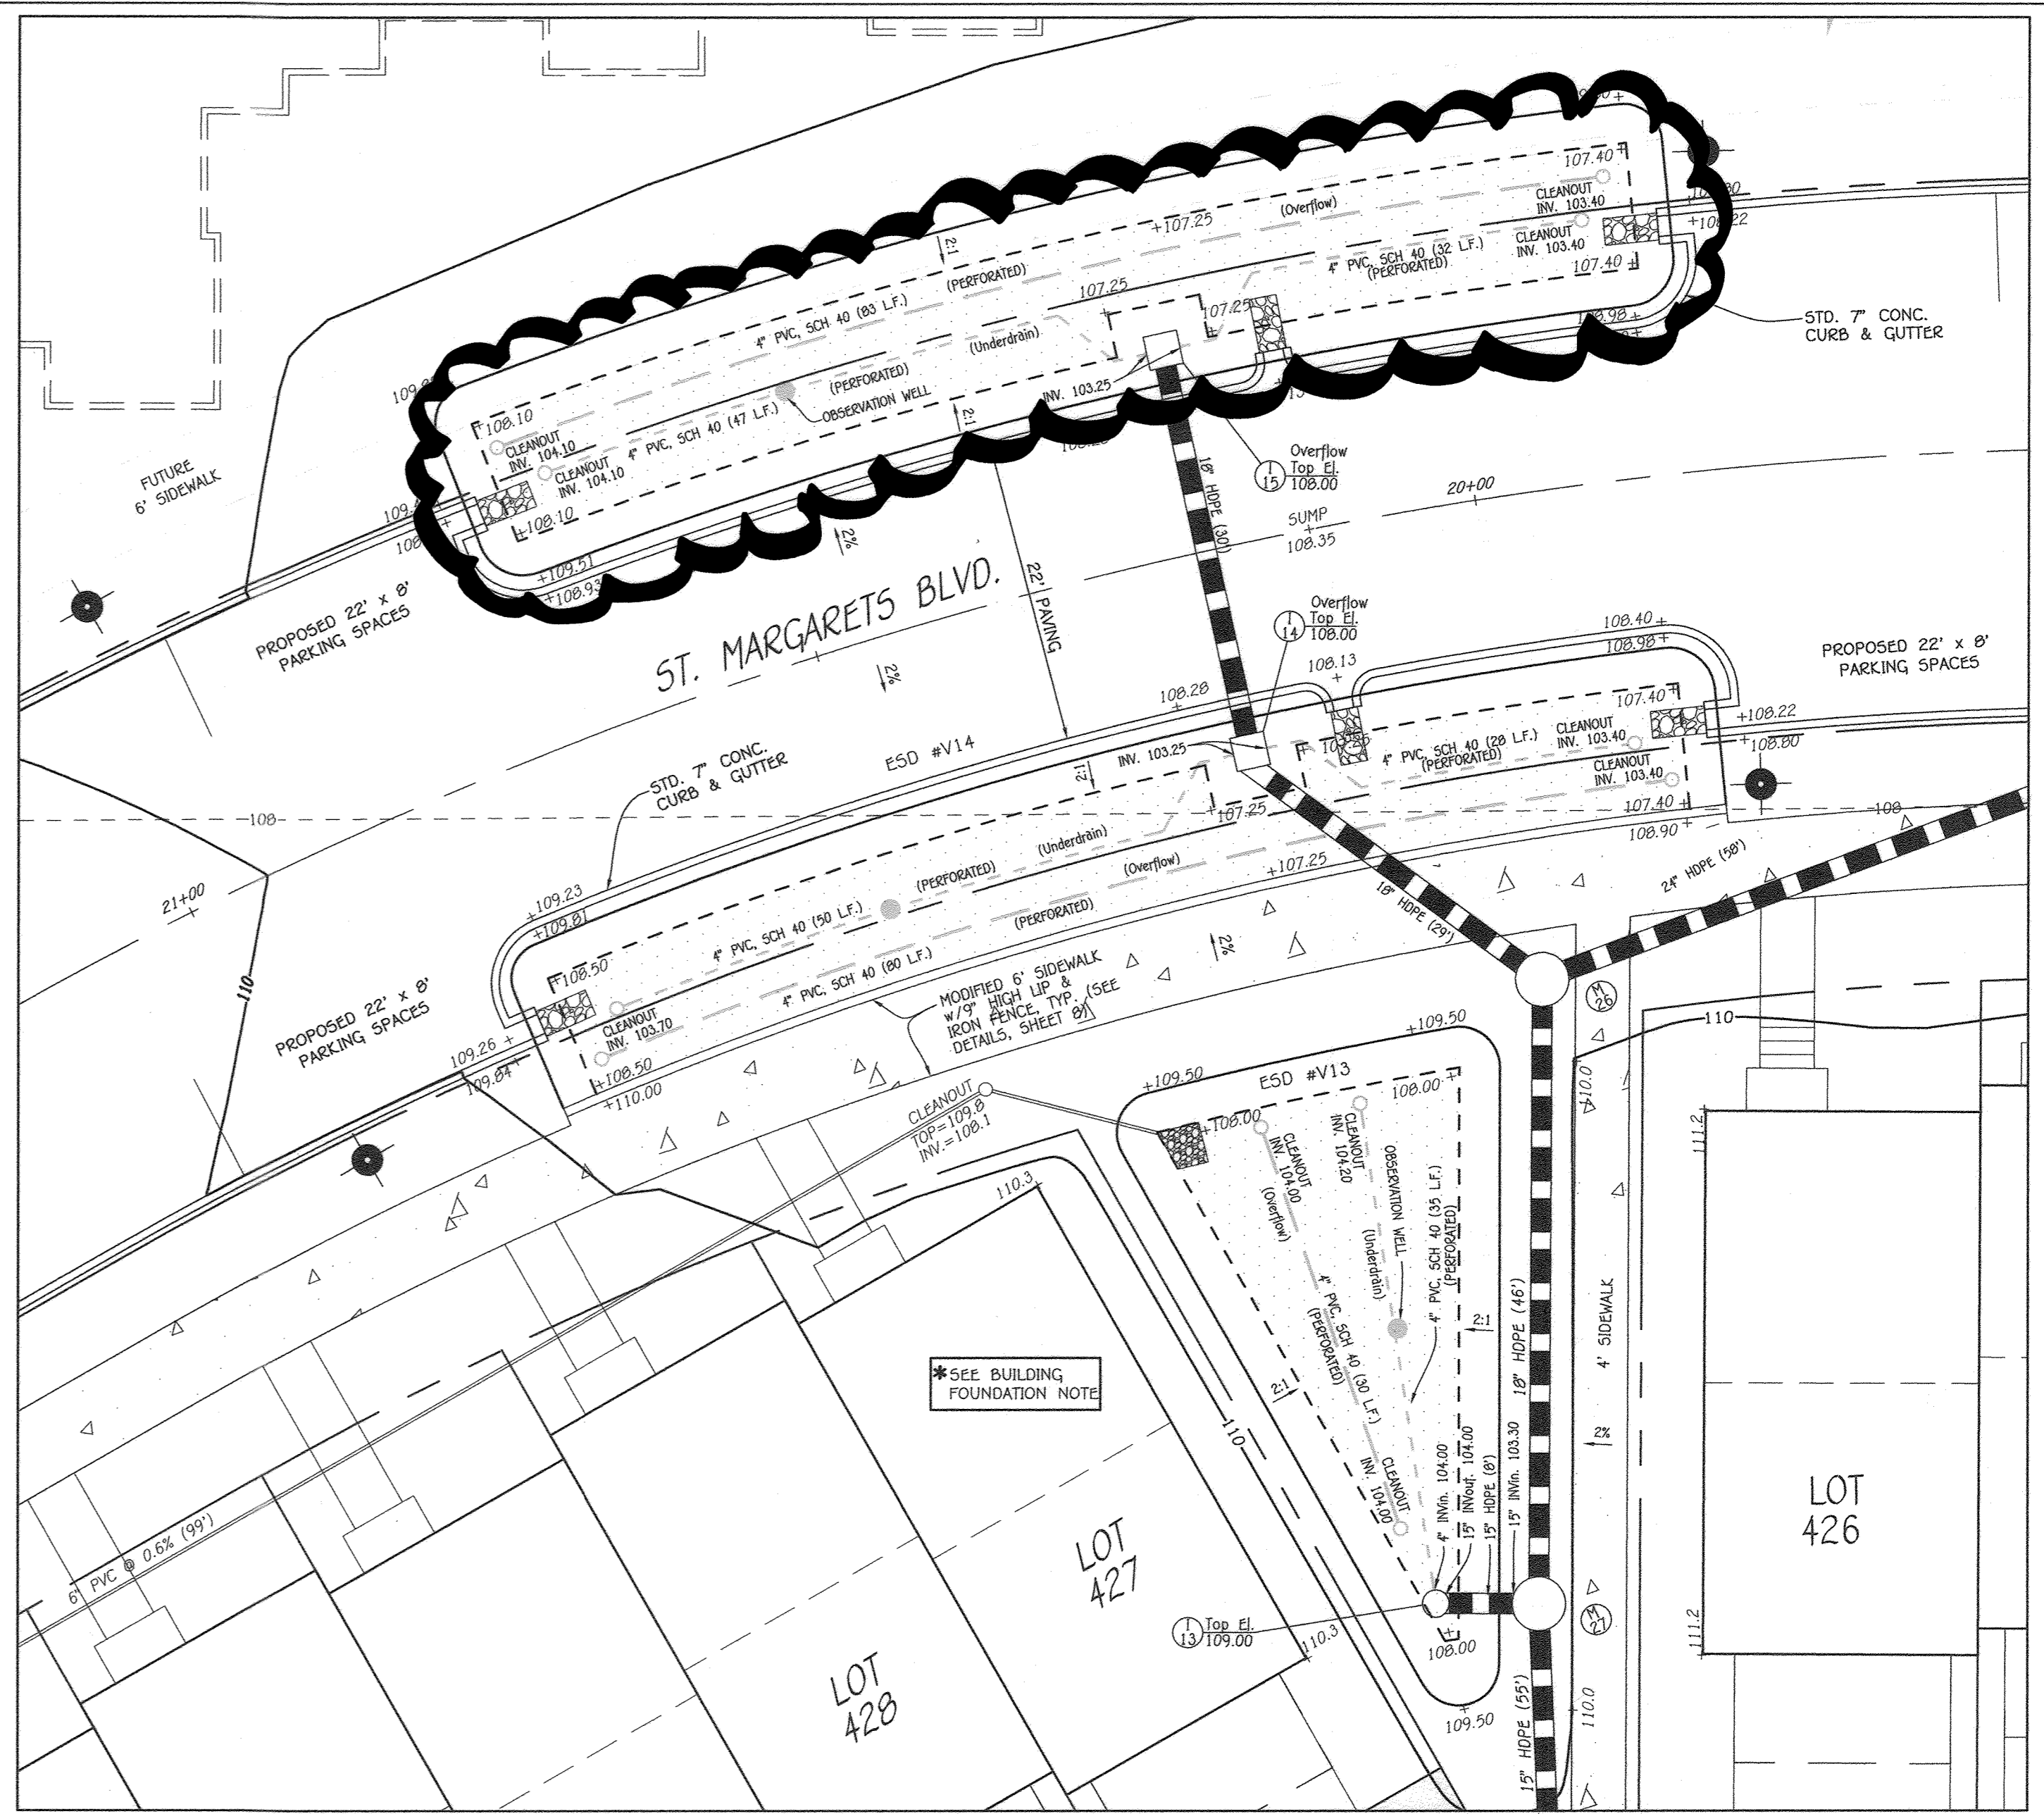 107.40
CLEANOUT
INV. 103.40
CLEANOUT
INV. 103.40
107.40
108.22
+107.25
(Overflow)
2:1
4" PVC, SCH 40 (83 L.F.)
(PERFORATED)
107.25
107.25
4" PVC, SCH 40 (32 L.F.)
(PERFORATED)
(Underdrain)
(PERFORATED)
OBSERVATION WELL
INV. 103.25
4" PVC, SCH 40 (47 L.F.)
2:1
108.10
CLEANOUT
INV. 104.10
CLEANOUT
INV. 104.10
108.10
+109.51
+108.93
STD. 7" CONC.
CURB & GUTTER
FUTURE
6' SIDEWALK
PROPOSED 22' x 8'
PARKING SPACES
ST. MARGARETS BLVD.
2%
2%
22' PAVING
18" HDPE (30')
I
15
Overflow
Top El.
108.00
20+00
SUMP
108.35
I
14
Overflow
Top El.
108.00
108.13
108.28
108.40
108.98
PROPOSED 22' x 8'
PARKING SPACES
107.40
CLEANOUT
INV. 103.40
CLEANOUT
INV. 103.40
107.40
108.90
+108.22
108.80
4" PVC, SCH 40 (28 L.F.)
(PERFORATED)
INV. 103.25
2:1
ESD #V14
STD. 7" CONC.
CURB & GUTTER
108
108
21+00
110
+109.23
+109.81
107.25
+107.25
(Underdrain)
(PERFORATED)
(Overflow)
(PERFORATED)
4" PVC, SCH 40 (50 L.F.)
4" PVC, SCH 40 (80 L.F.)
+108.50
CLEANOUT
INV. 103.70
+108.50
+110.00
109.26
109.84
PROPOSED 22' x 8'
PARKING SPACES
MODIFIED 6' SIDEWALK
w/9" HIGH LIP &
IRON FENCE, TYP. (SEE
DETAILS, SHEET 8)
2%
18" HDPE (29')
24" HDPE (58')
M
26
110
110.0
+109.50
+109.50
ESD #V13
108.00
+108.00
CLEANOUT
TOP=109.8
INV.=108.1
CLEANOUT
INV. 104.00
(Overflow)
CLEANOUT
INV. 104.20
OBSERVATION WELL
(Underdrain)
4" PVC, SCH 40 (35 L.F.)
(PERFORATED)
4" PVC, SCH 40 (30 L.F.)
(PERFORATED)
CLEANOUT
INV. 104.00
2:1
2:1
4" INVin. 104.00
15" INVout. 104.00
15" HDPE (8')
15" INVin. 103.30
18" HDPE (46')
4' SIDEWALK
2%
111.2
111.2
LOT
426
M
27
110.0
15" HDPE (55')
108.00
109.50
I
13
Top El.
109.00
110.3
110.3
110
*SEE BUILDING
FOUNDATION NOTE
LOT
427
LOT
428
6" PVC @ 0.6% (99')